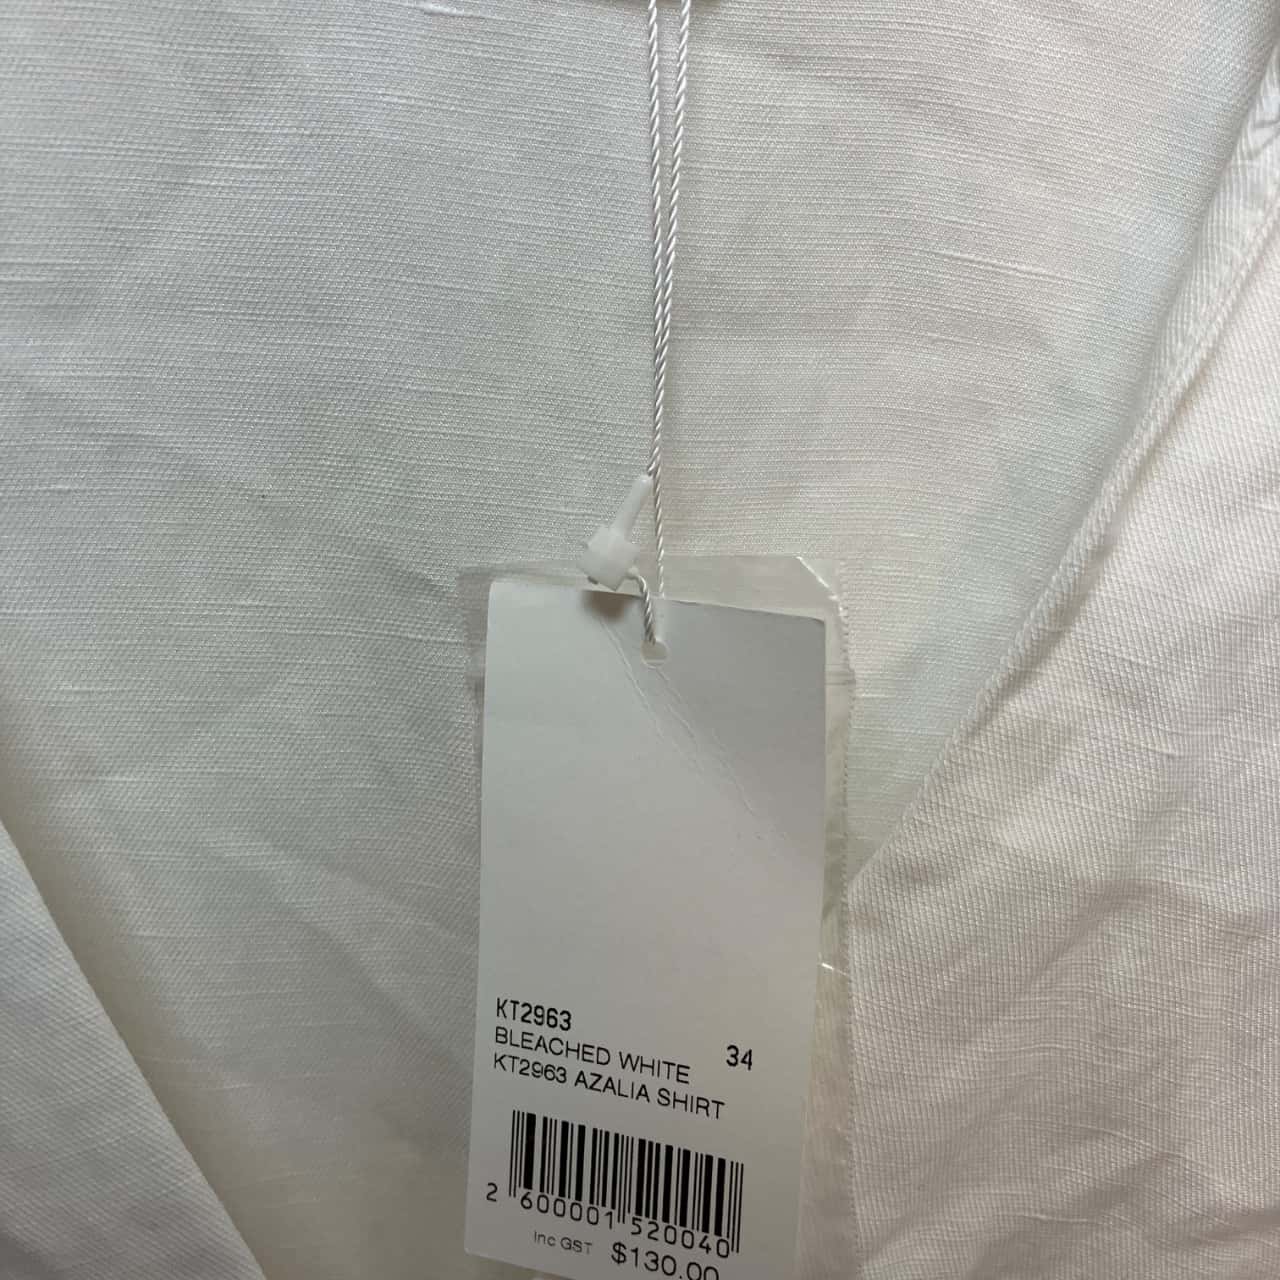 KT2963
BLEACHED WHITE 34
KT2963 AZALIA SHIRT
2 600001 520040
Inc GST $130.00